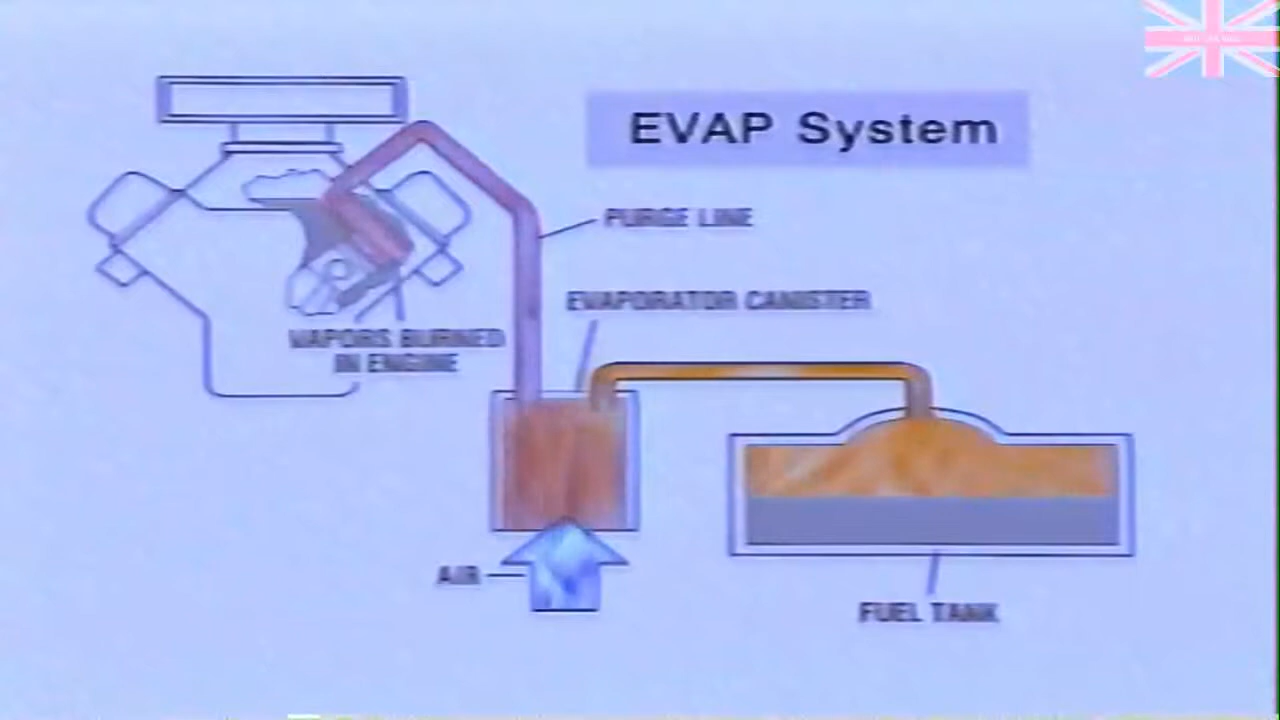 EVAP System
PURGE LINE
EVAPORATOR CANISTER
VAPORS BURNED
IN ENGINE
AIR
FUEL TANK